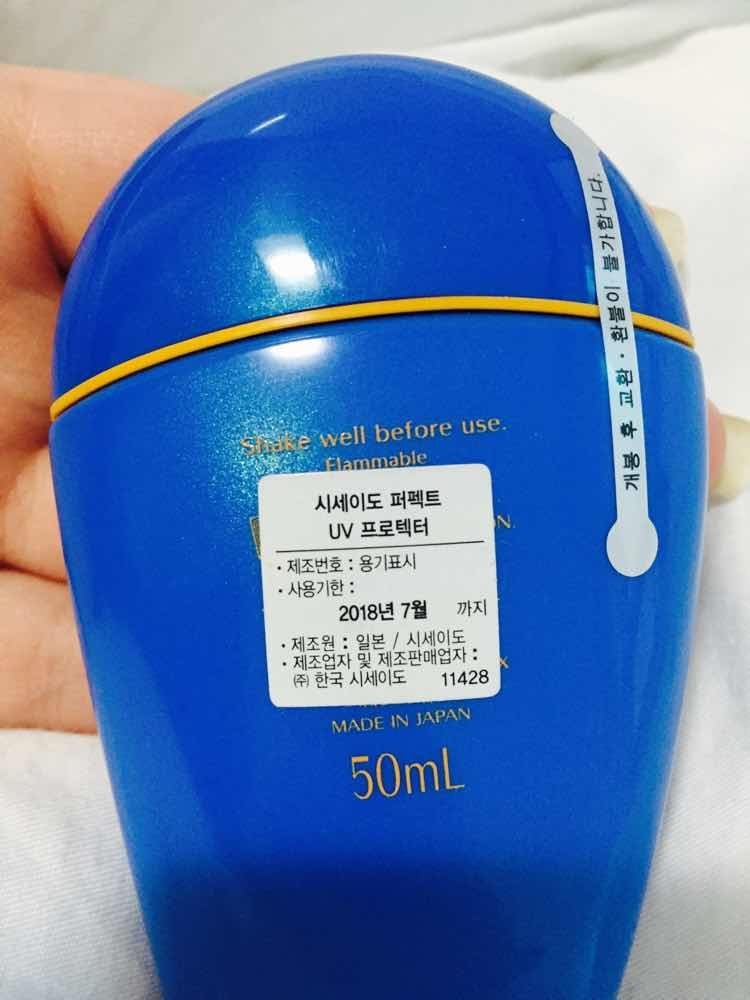 Shake well before use.
Flammable
ON.
시세이도 퍼펙트
UV 프로텍터
· 제조번호 : 용기표시
· 사용기한 :
2018년 7월 까지
· 제조원 : 일본 / 시세이도
· 제조업자 및 제조판매업자 :
㈜ 한국 시세이도 11428
MADE IN JAPAN
50mL
개봉 후 교환 · 환불이 불가합니다.